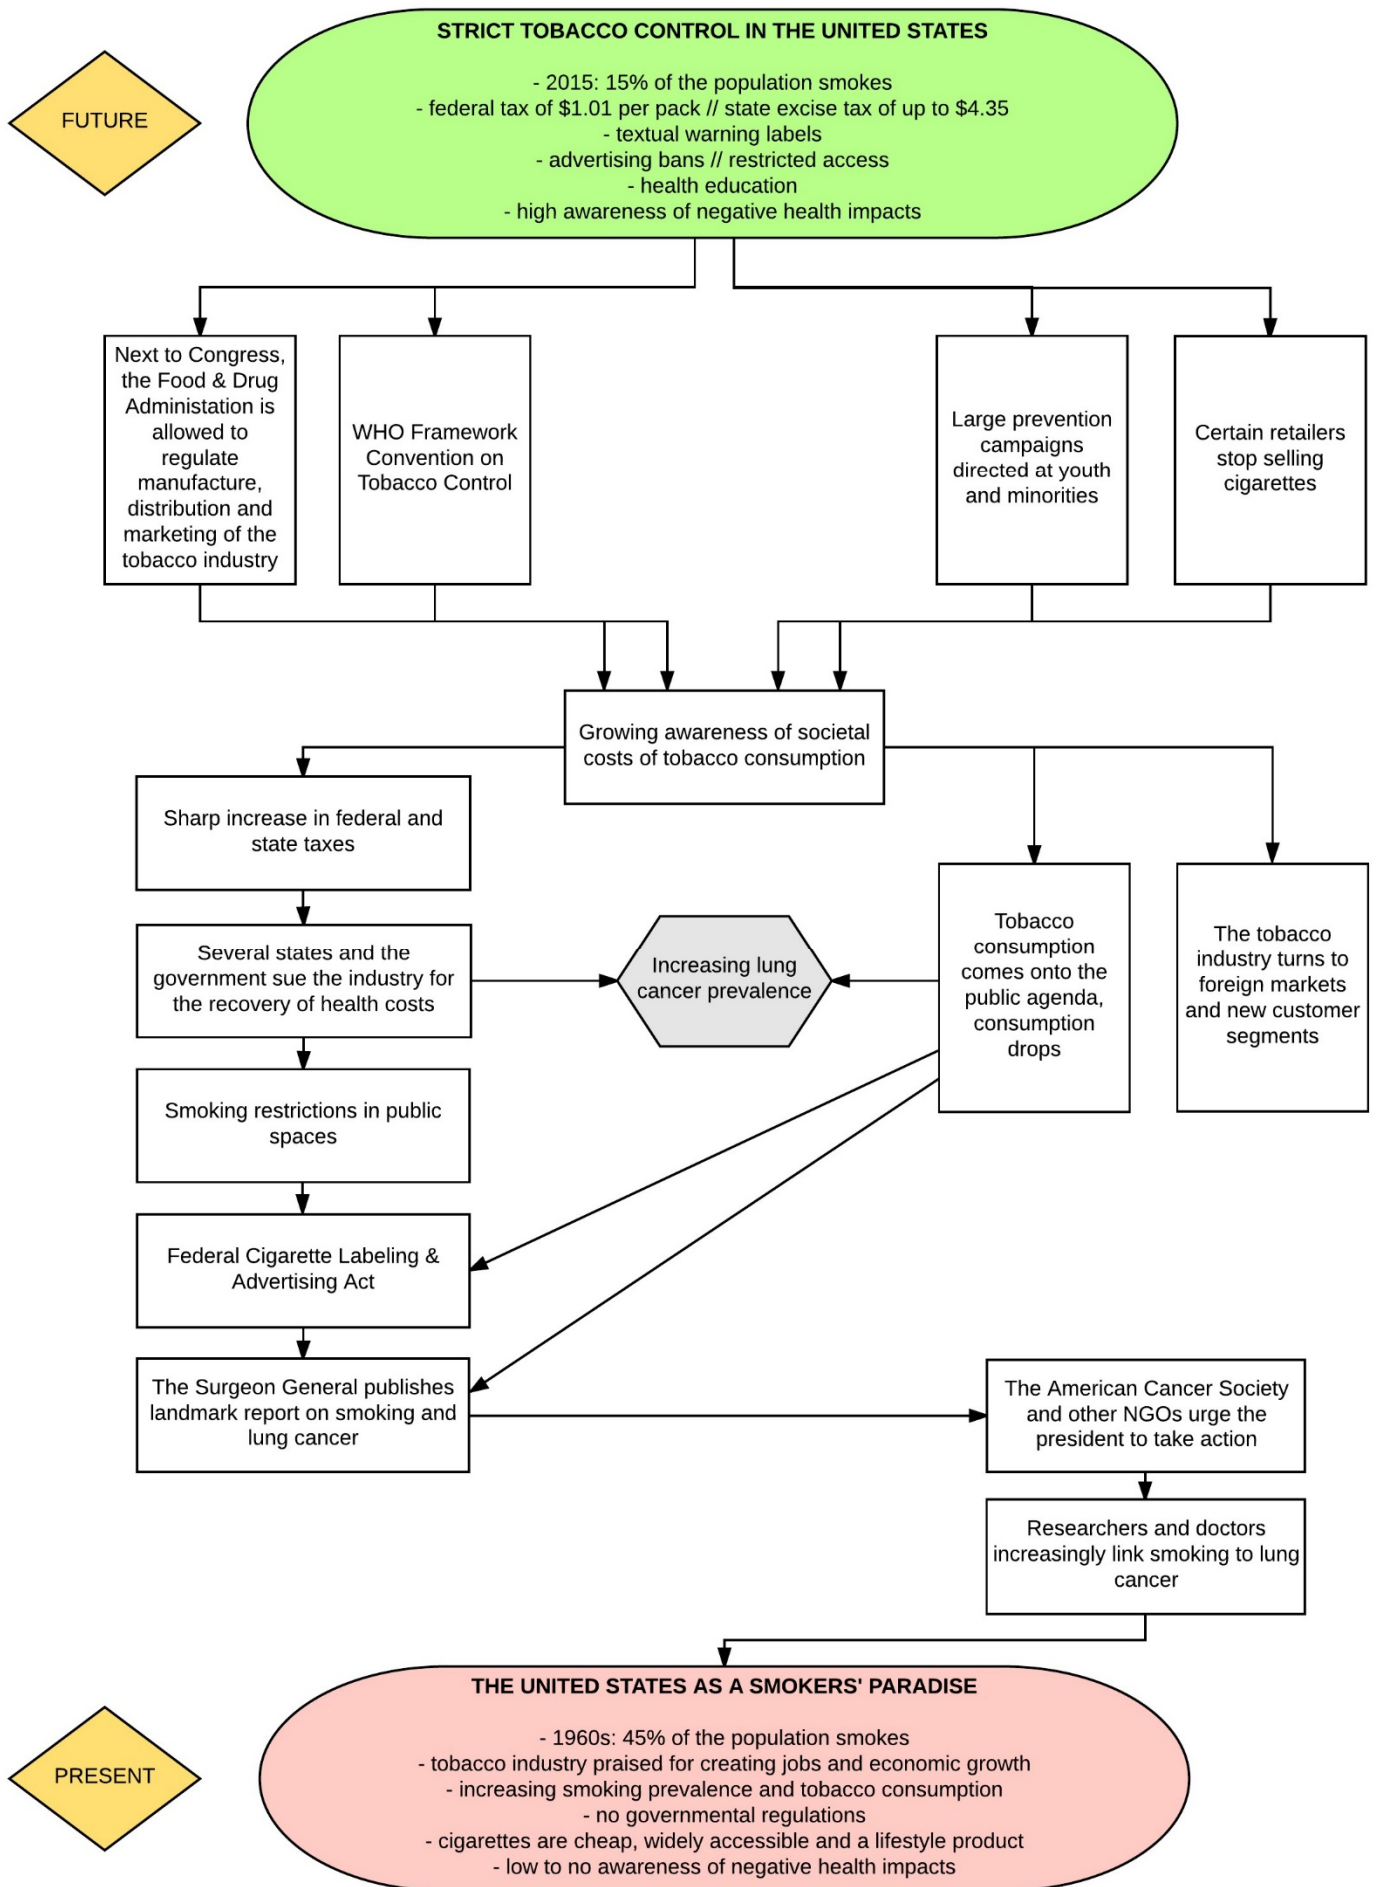 STRICT TOBACCO CONTROL IN THE UNITED STATES
- 2015: 15% of the population smokes
- federal tax of $1.01 per pack // state excise tax of up to $4.35
- textual warning labels
- advertising bans // restricted access
- health education
- high awareness of negative health impacts
FUTURE
Next to Congress,
the Food & Drug
Administation is
allowed to
regulate
manufacture,
distribution and
marketing of the
tobacco industry
WHO Framework
Convention on
Tobacco Control
Large prevention
campaigns
directed at youth
and minorities
Certain retailers
stop selling
cigarettes
Growing awareness of societal
costs of tobacco consumption
Sharp increase in federal and
state taxes
Several states and the
government sue the industry for
the recovery of health costs
Increasing lung
cancer prevalence
Tobacco
consumption
comes onto the
public agenda,
consumption
drops
The tobacco
industry turns to
foreign markets
and new customer
segments
Smoking restrictions in public
spaces
Federal Cigarette Labeling &
Advertising Act
The Surgeon General publishes
landmark report on smoking and
lung cancer
The American Cancer Society
and other NGOs urge the
president to take action
Researchers and doctors
increasingly link smoking to lung
cancer
THE UNITED STATES AS A SMOKERS' PARADISE
- 1960s: 45% of the population smokes
- tobacco industry praised for creating jobs and economic growth
- increasing smoking prevalence and tobacco consumption
- no governmental regulations
- cigarettes are cheap, widely accessible and a lifestyle product
- low to no awareness of negative health impacts
PRESENT